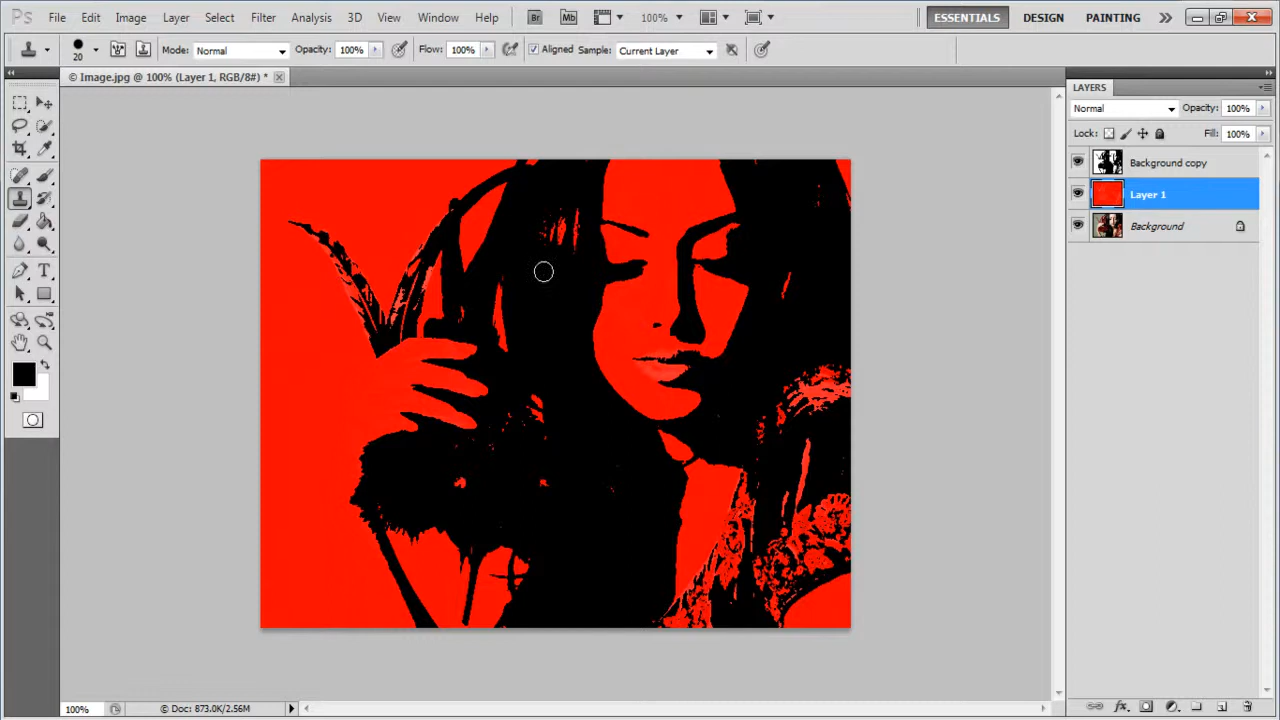 Ps File Edit Image Layer Select Filter Analysis 3D View Window Help Br Mb 100% ESSENTIALS DESIGN PAINTING
20 Mode: Normal Opacity: 100% Flow: 100% Aligned Sample: Current Layer
© Image.jpg @ 100% (Layer 1, RGB/8#) *
LAYERS
Normal Opacity: 100%
Lock: Fill: 100%
Background copy
Layer 1
Background
T
100% © Doc: 873.0K/2.56M
fx